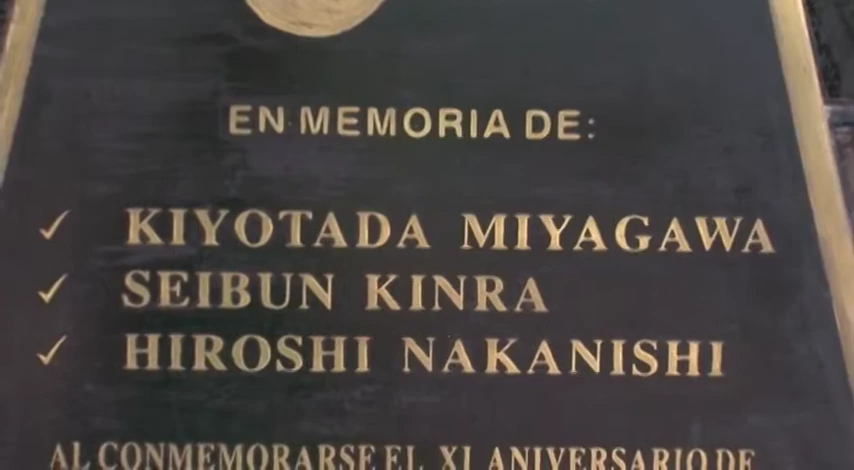 EN MEMORIA DE:
✓ KIYOTADA MIYAGAWA
✓ SEIBUN KINRA
✓ HIROSHI NAKANISHI
AL CONMEMORARSE EL XI ANIVERSARIO DE